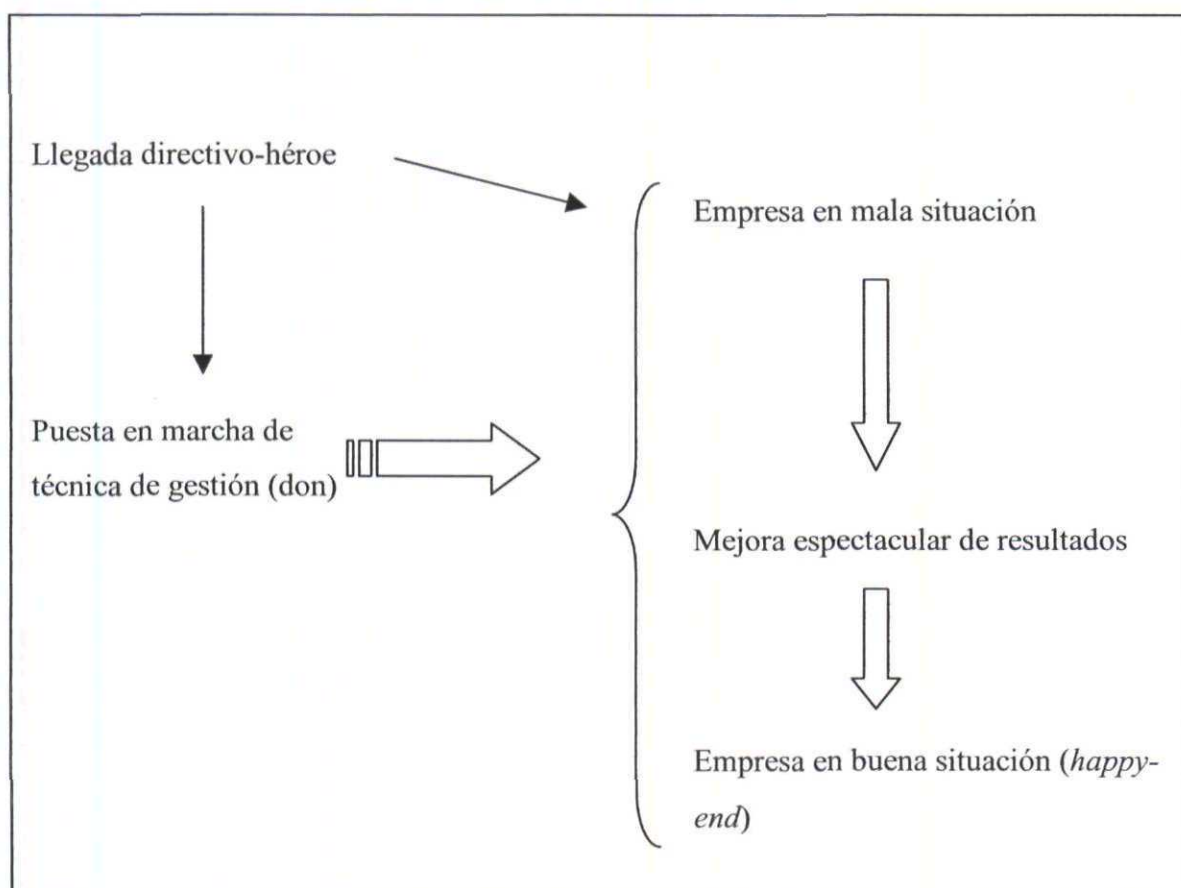 Llegada directivo-héroe
Empresa en mala situación
Puesta en marcha de
técnica de gestión (don)
Mejora espectacular de resultados
Empresa en buena situación (happy-
end)